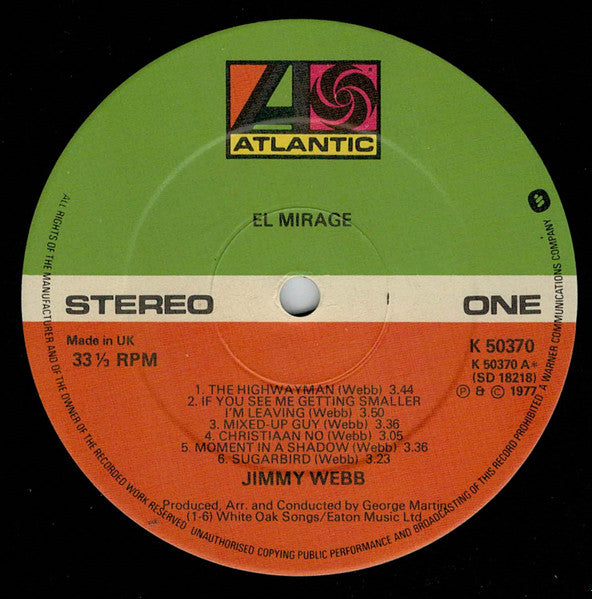 ATLANTIC
EL MIRAGE
STEREO
ONE
Made in UK
33 ⅓ RPM
K 50370
K 50370 A*
(SD 18218)
Ⓟ & © 1977
1. THE HIGHWAYMAN (Webb) 3.44
2. IF YOU SEE ME GETTING SMALLER
I'M LEAVING (Webb) 3.50
3. MIXED-UP GUY (Webb) 3.36
4. CHRISTIAAN NO (Webb) 3.05
5. MOMENT IN A SHADOW (Webb) 3.36
6. SUGARBIRD (Webb) 3.23
JIMMY WEBB
Produced, Arr. and Conducted by George Martin
(1-6) White Oak Songs/Eaton Music Ltd
ALL RIGHTS OF THE MANUFACTURER AND OF THE OWNER OF THE RECORDED WORK RESERVED UNAUTHORISED COPYING PUBLIC PERFORMANCE AND BROADCASTING OF THIS RECORD PROHIBITED A WARNER COMMUNICATIONS COMPANY